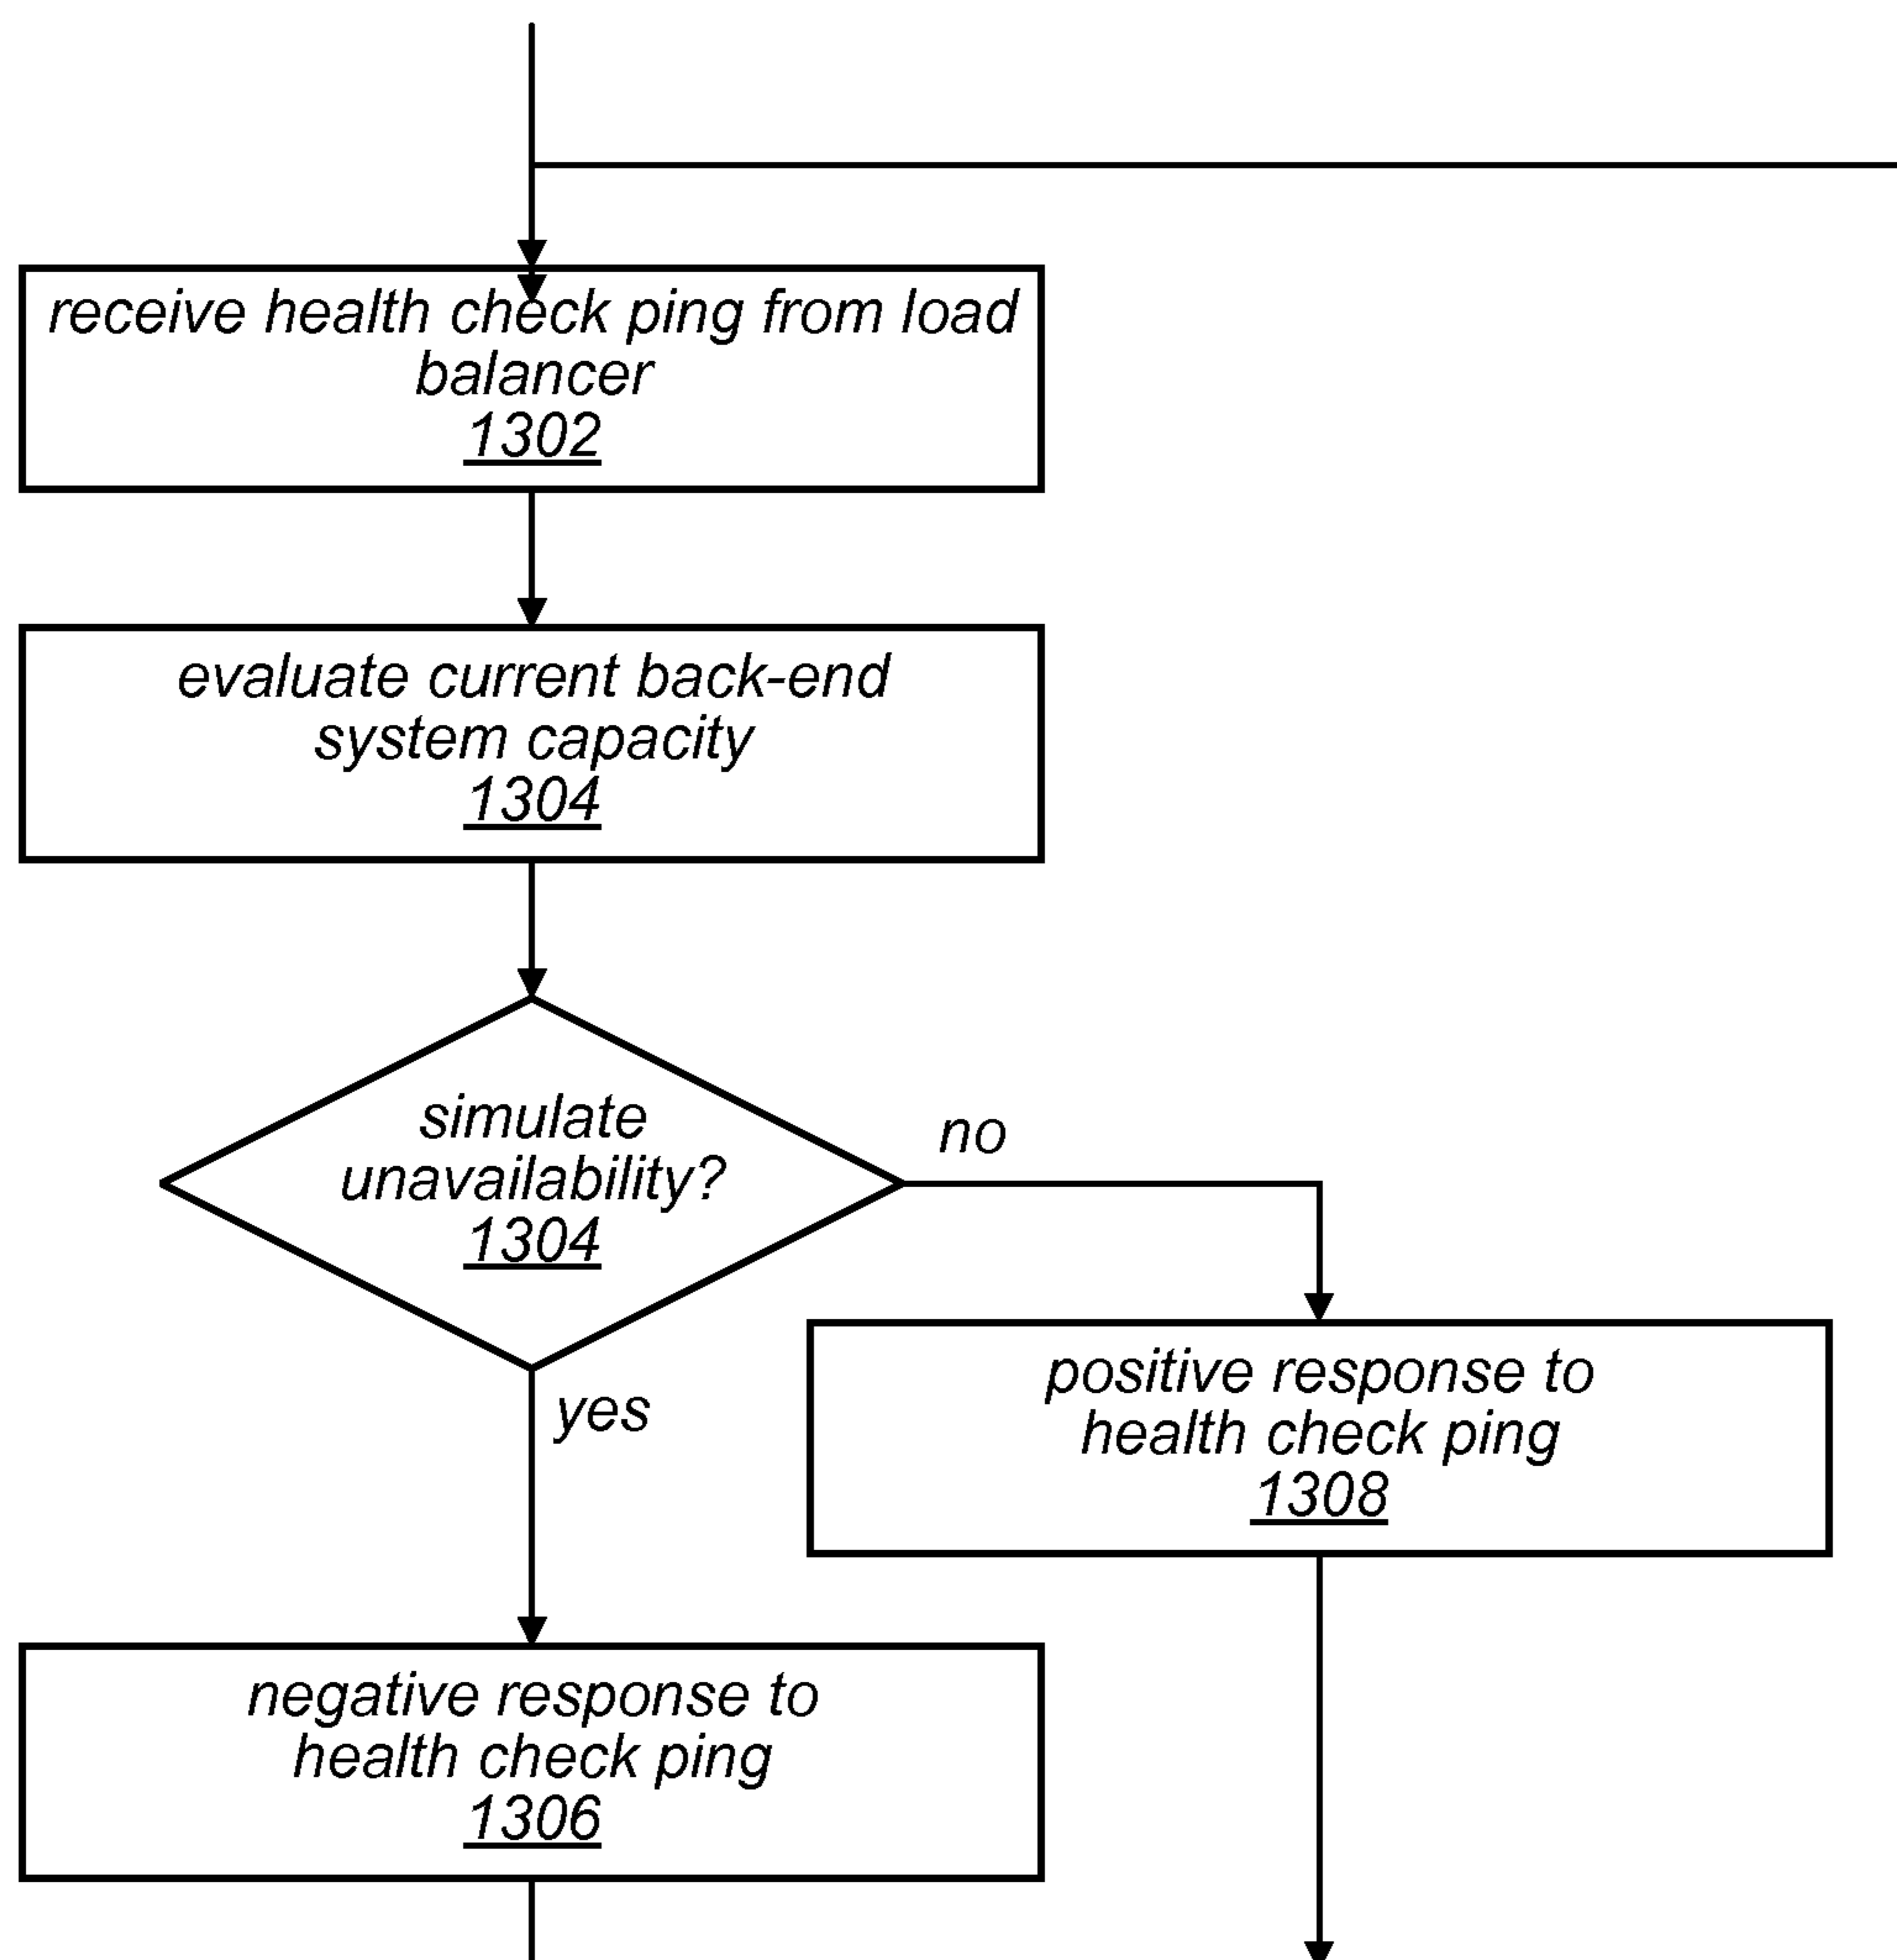 receive health check ping from load
balancer
1302
evaluate current back-end
system capacity
1304
simulate
unavailability?
1304
no
yes
positive response to
health check ping
1308
negative response to
health check ping
1306